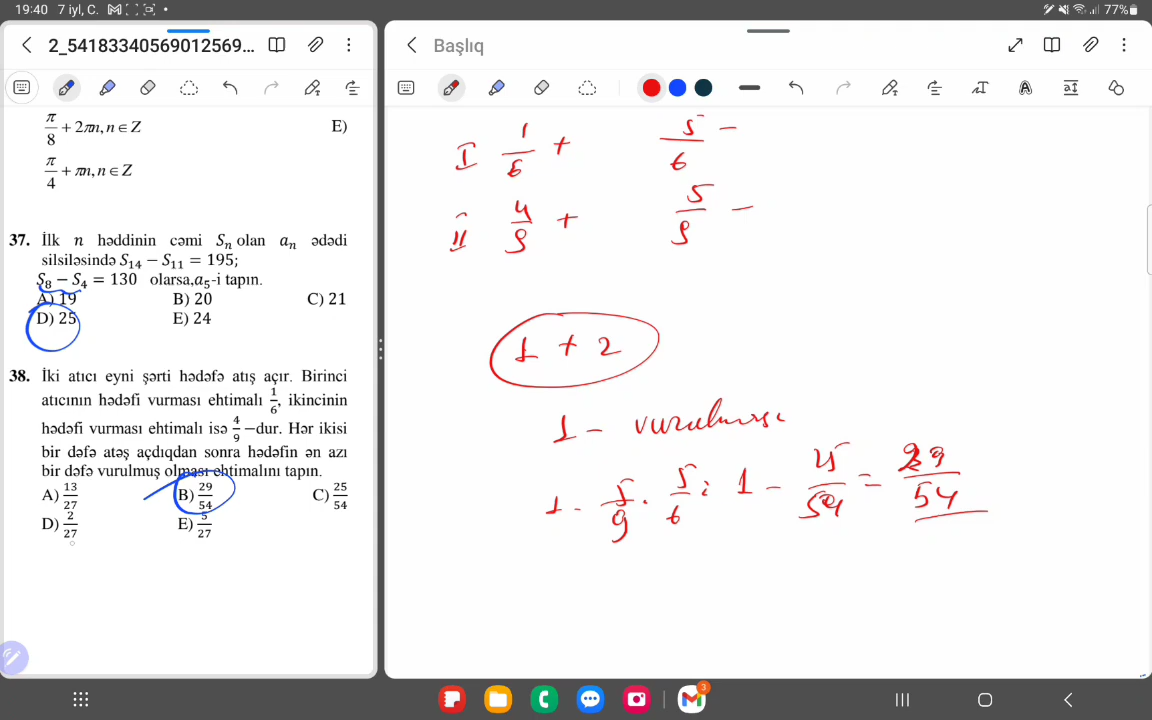 19:40 7 iyl, C.
77%
2_54183340569012569...
Başlıq
π/8 + 2πn, n ∈ Z E)
π/4 + πn, n ∈ Z
37. İlk n həddinin cəmi Sₙ olan aₙ ədədi
silsiləsində S₁₄ − S₁₁ = 195;
S₈ − S₄ = 130 olarsa,a₅-i tapın.
A) 19 B) 20 C) 21
D) 25 E) 24
38. İki atıcı eyni şərti hədəfə atış açır. Birinci
atıcının hədəfi vurması ehtimalı 1/6, ikincinin
hədəfi vurması ehtimalı isə 4/9−dur. Hər ikisi
bir dəfə atəş açdıqdan sonra hədəfin ən azı
bir dəfə vurulmuş olması ehtimalını tapın.
A) 13/27 B) 29/54 C) 25/54
D) 2/27 E) 5/27
I 1/6 + 5/6 −
II 4/9 + 5/9 −
1 + 2
1 −
1 - 5/9 · 5/6 : 1 − 25/54 = 29/54
3